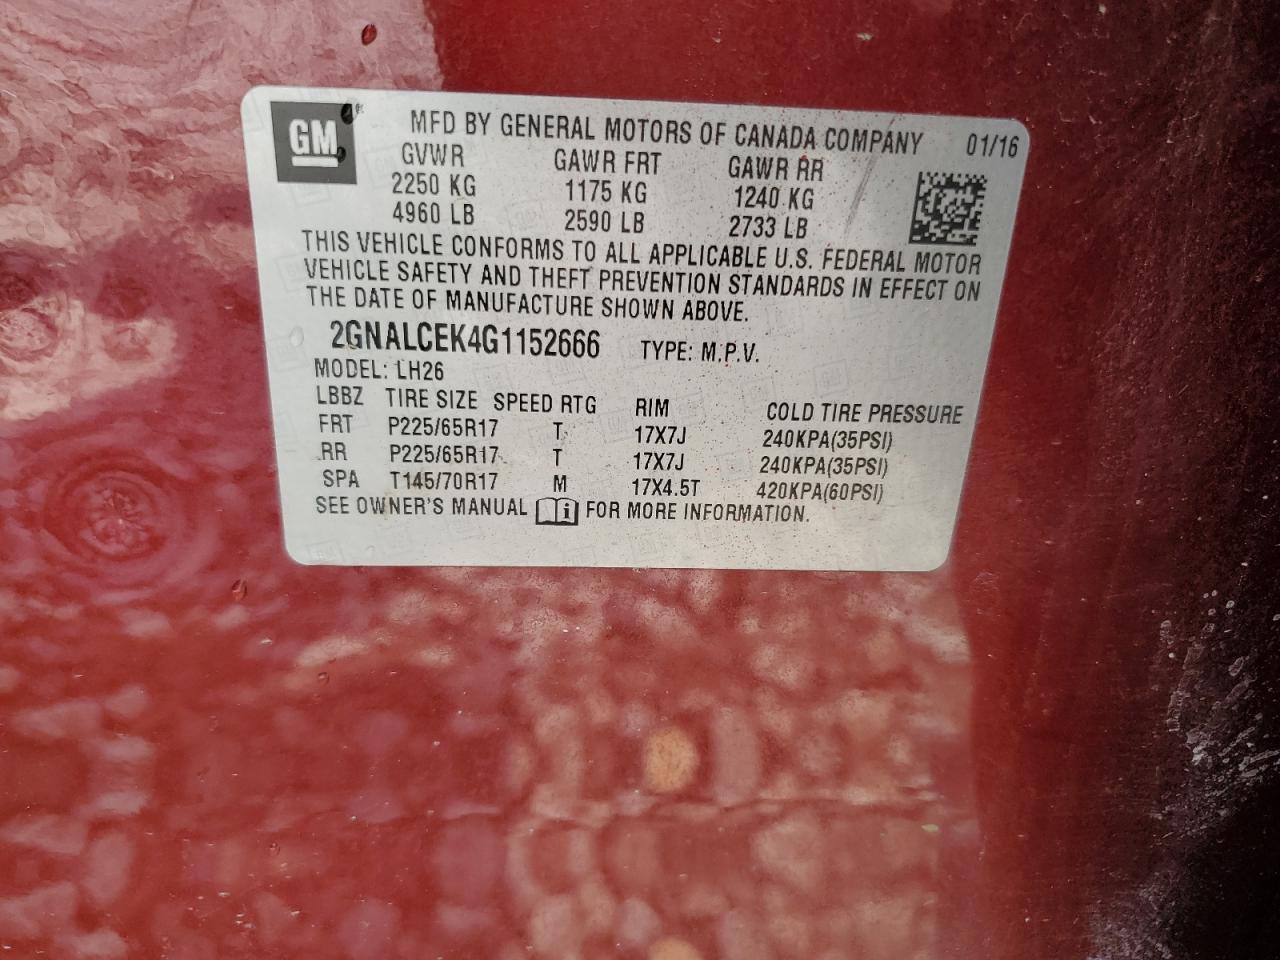 GM
MFD BY GENERAL MOTORS OF CANADA COMPANY 01/16
GVWR GAWR FRT GAWR RR
2250 KG 1175 KG 1240 KG
4960 LB 2590 LB 2733 LB
THIS VEHICLE CONFORMS TO ALL APPLICABLE U.S. FEDERAL MOTOR
VEHICLE SAFETY AND THEFT PREVENTION STANDARDS IN EFFECT ON
THE DATE OF MANUFACTURE SHOWN ABOVE.
2GNALCEK4G1152666 TYPE: M.P.V.
MODEL: LH26
LBBZ TIRE SIZE SPEED RTG RIM COLD TIRE PRESSURE
FRT P225/65R17 T 17X7J 240KPA(35PSI)
RR P225/65R17 T 17X7J 240KPA(35PSI)
SPA T145/70R17 M 17X4.5T 420KPA(60PSI)
SEE OWNER'S MANUAL i FOR MORE INFORMATION.